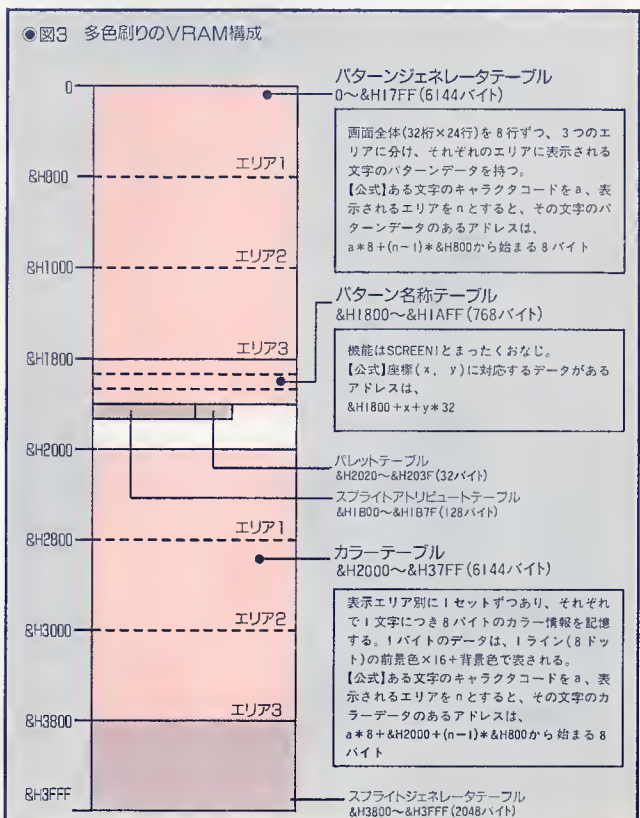 ◉図3 多色刷りのVRAM構成
0
&H800
&H1000
&H1800
&H2000
&H2800
&H3000
&H3800
&H3FFF
エリア1
エリア2
エリア3
エリア1
エリア2
エリア3
パターンジェネレータテーブル
0〜&H17FF(6144バイト)
画面全体(32桁×24行)を8行ずつ、3つのエ
リアに分け、それぞれのエリアに表示される
文字のパターンデータを持つ。
【公式】ある文字のキャラクタコードをa、表
示されるエリアをnとすると、その文字のパ
ターンデータのあるアドレスは、
a*8+(n-1)*&H800から始まる8バイト
パターン名称テーブル
&H1800〜&H1AFF(768バイト)
機能はSCREEN1とまったくおなじ。
【公式】座標(x, y)に対応するデータがある
アドレスは、
&H1800+x+y*32
パレットテーブル
&H2020〜&H203F(32バイト)
スプライトアトリビュートテーブル
&H1B00〜&H1B7F(128バイト)
カラーテーブル
&H2000〜&H37FF(6144バイト)
表示エリア別に1セットずつあり、それぞれ
で1文字につき8バイトのカラー情報を記憶
する。1バイトのデータは、1ライン(8ドッ
ト)の前景色×16+背景色で表される。
【公式】ある文字のキャラクタコードをa、表
示されるエリアをnとすると、その文字のカ
ラーデータのあるアドレスは、
a*8+&H2000+(n-1)*&H800から始まる8
バイト
スプライトジェネレータテーブル
&H3800〜&H3FFF(2048バイト)